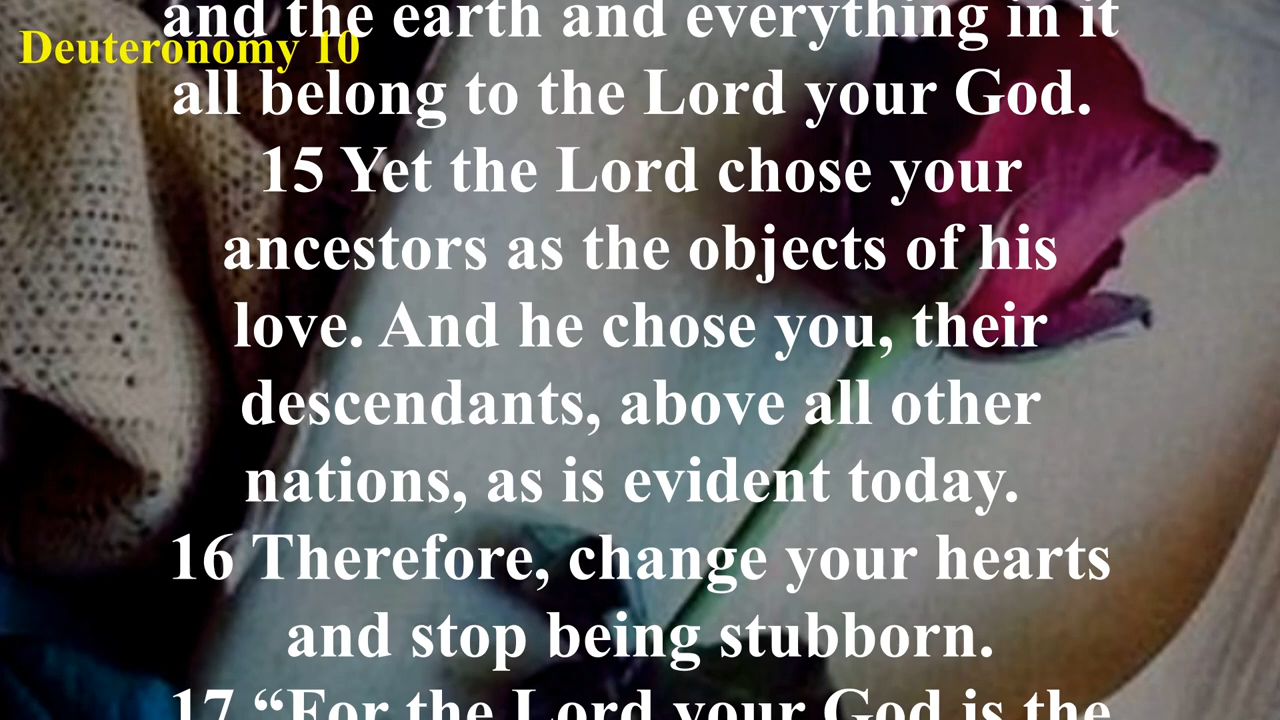 Deuteronomy 10
and the earth and everything in it
all belong to the Lord your God.
15 Yet the Lord chose your
ancestors as the objects of his
love. And he chose you, their
descendants, above all other
nations, as is evident today.
16 Therefore, change your hearts
and stop being stubborn.
17 “For the Lord your God is the